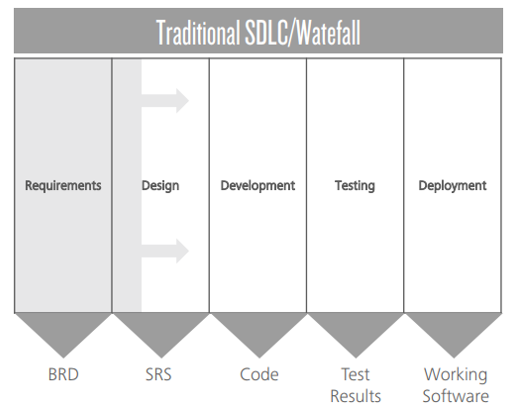 Traditional SDLC/Watefall
Requirements
Design
Development
Testing
Deployment
BRD
SRS
Code
Test
Results
Working
Software